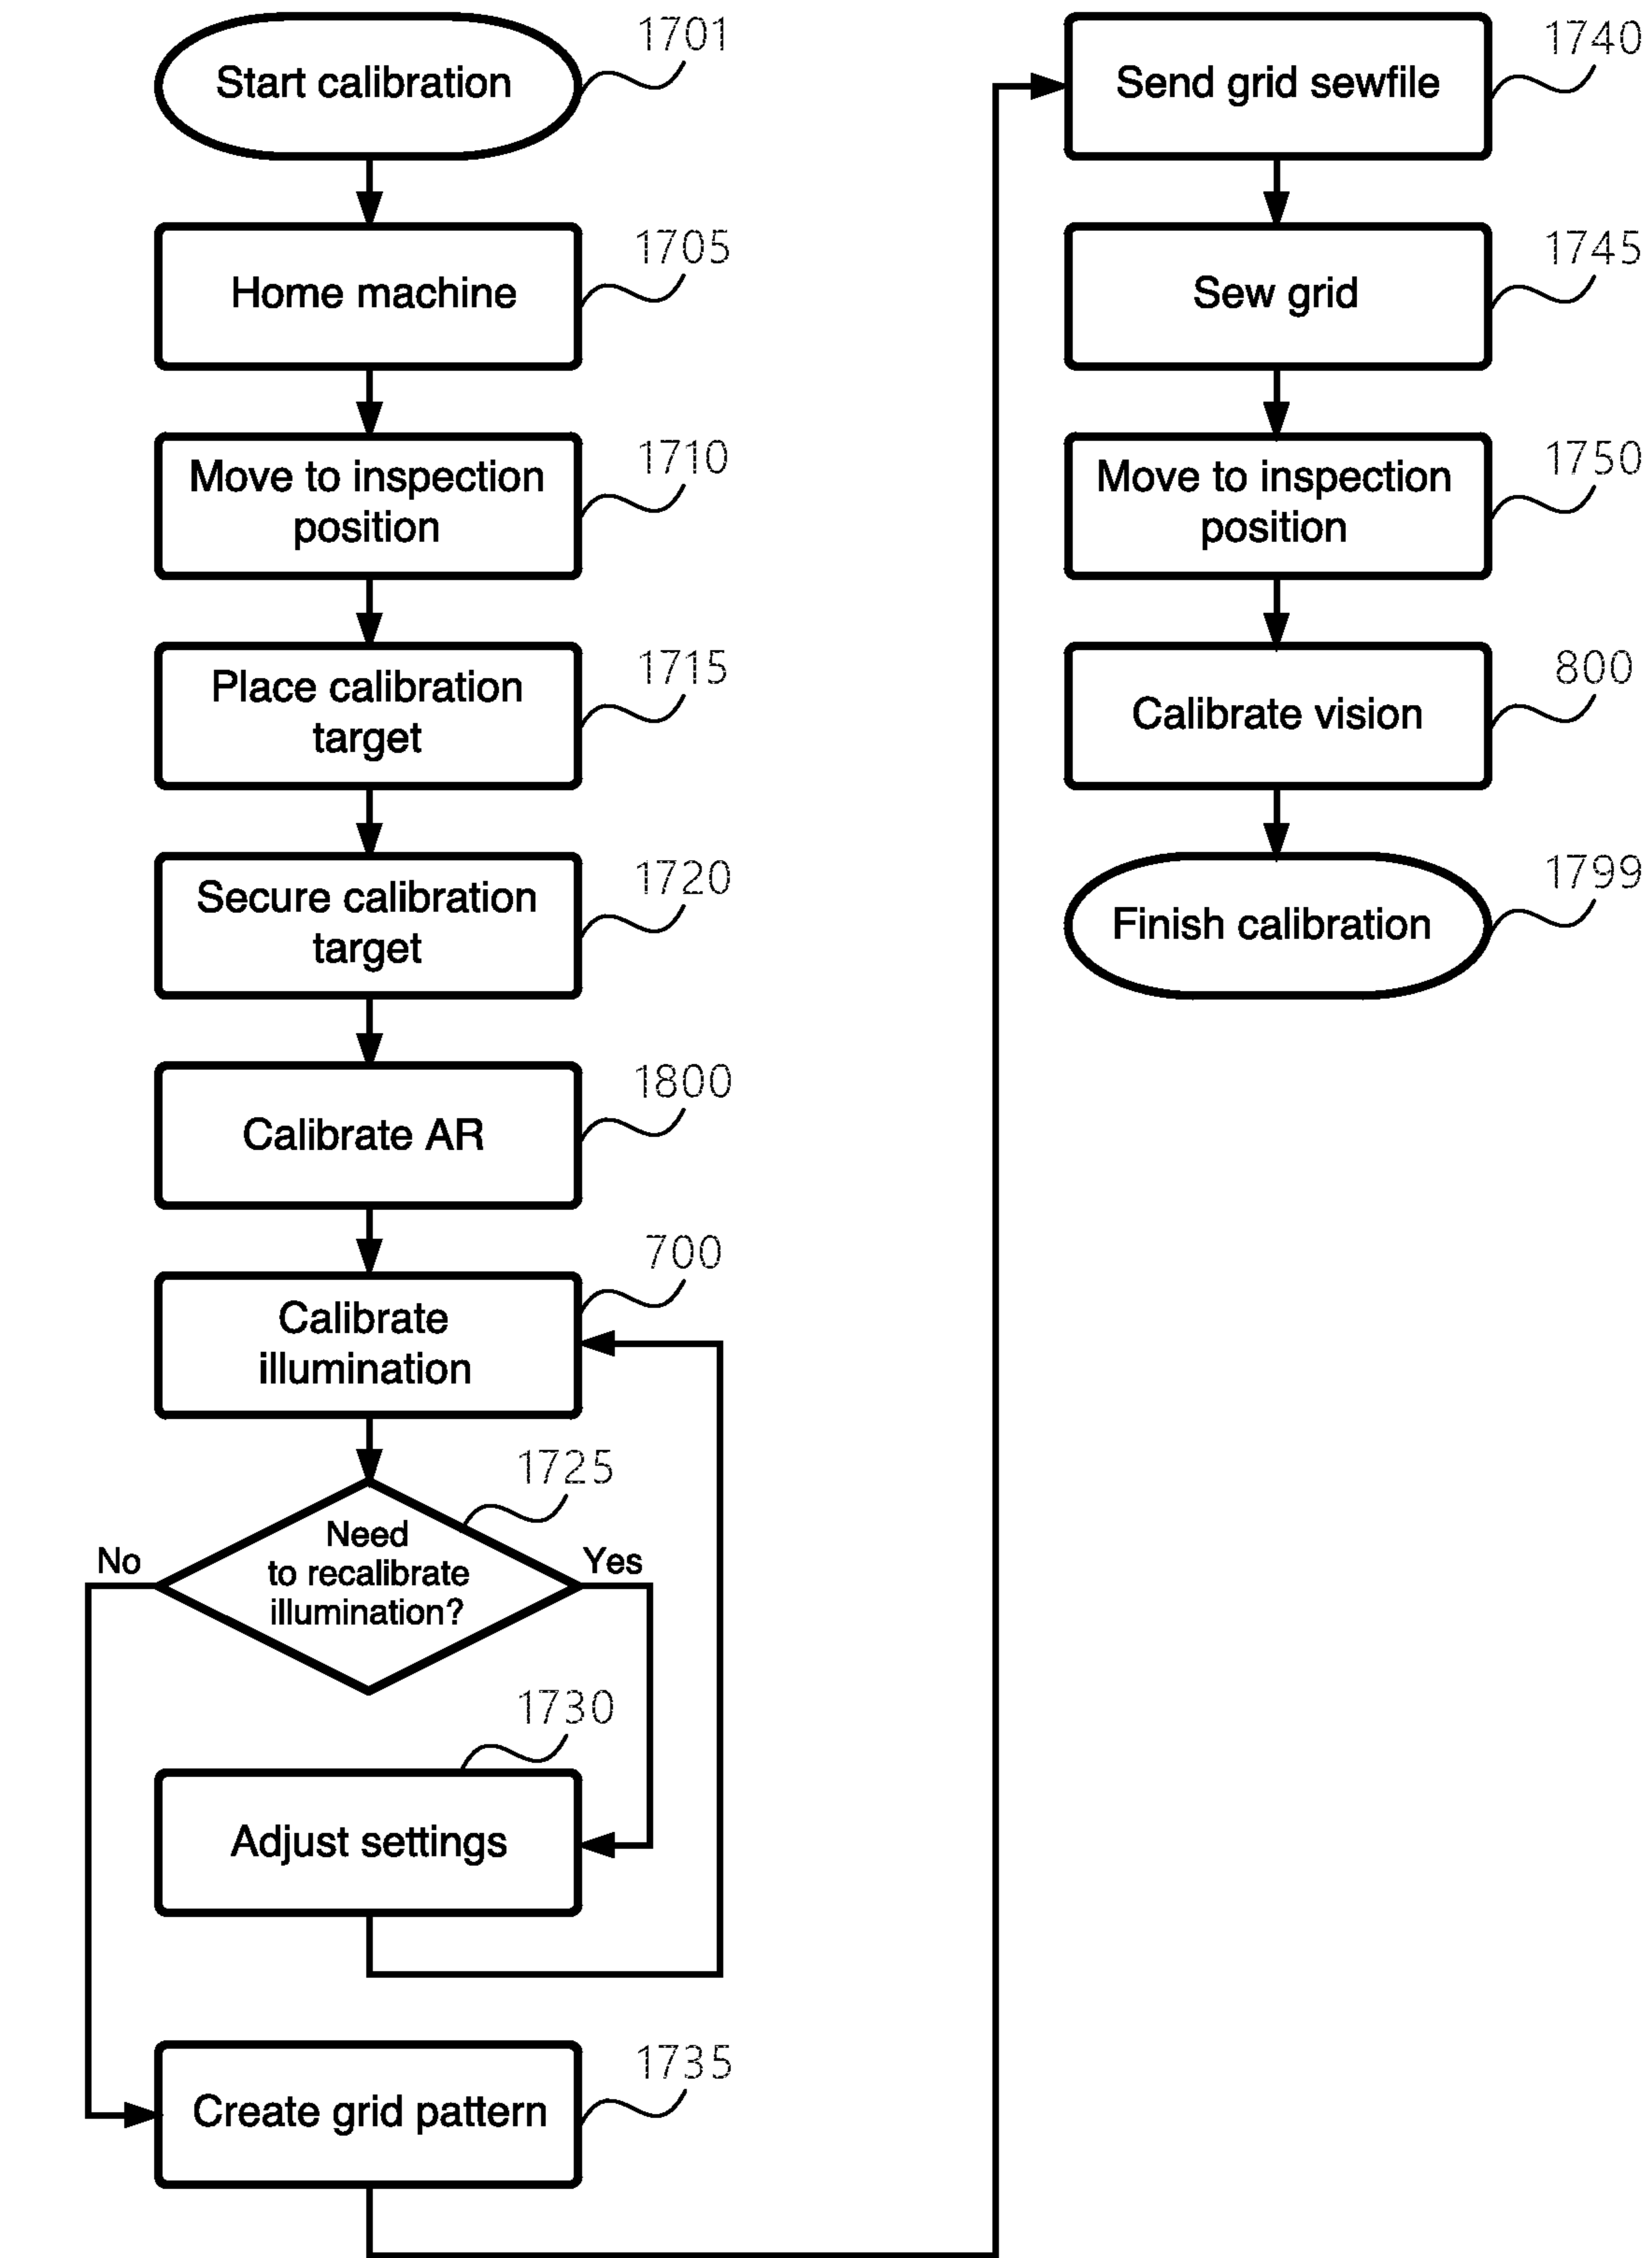 Start calibration
1701
Home machine
1705
Move to inspection
position
1710
Place calibration
target
1715
Secure calibration
target
1720
Calibrate AR
1800
Calibrate
illumination
700
Need
to recalibrate
illumination?
1725
No
Yes
Adjust settings
1730
Create grid pattern
1735
Send grid sewfile
1740
Sew grid
1745
Move to inspection
position
1750
Calibrate vision
800
Finish calibration
1799